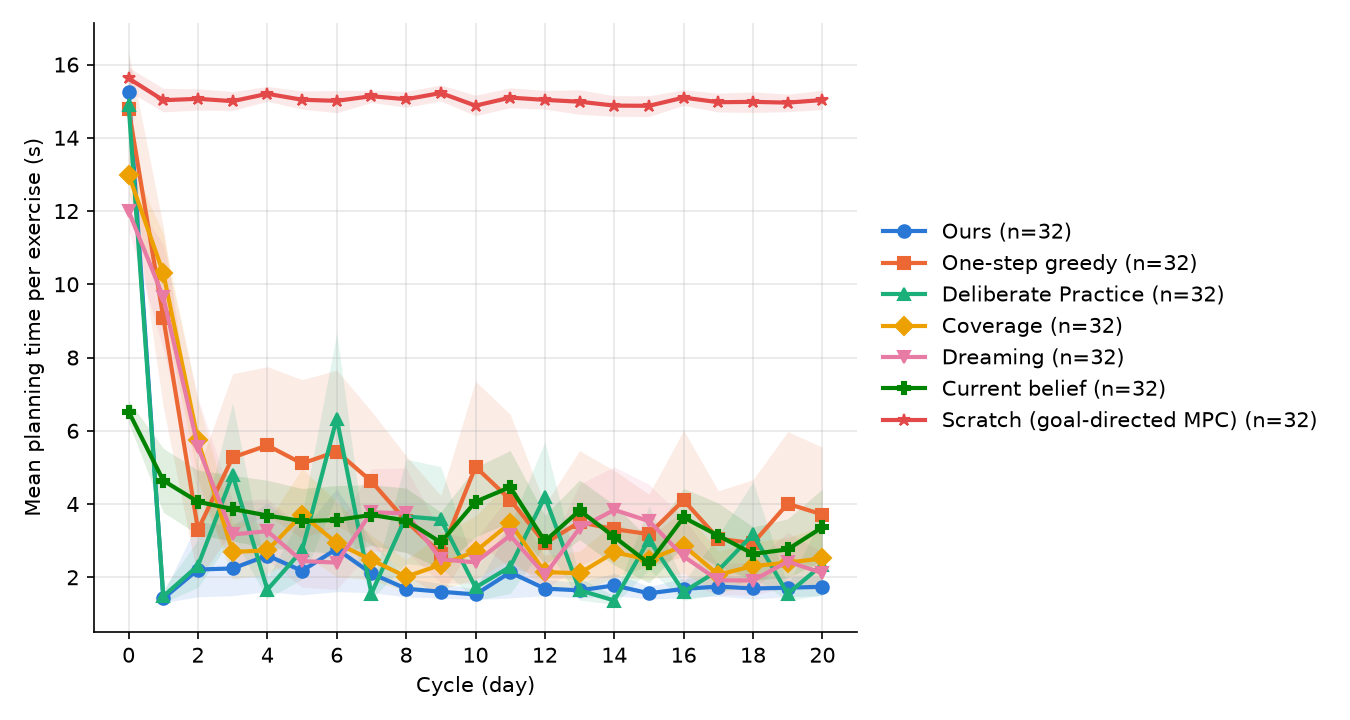 16
14
12
10
8
6
4
2
Mean planning time per exercise (s)
0 2 4 6 8 10 12 14 16 18 20
Cycle (day)
Ours (n=32)
One-step greedy (n=32)
Deliberate Practice (n=32)
Coverage (n=32)
Dreaming (n=32)
Current belief (n=32)
Scratch (goal-directed MPC) (n=32)